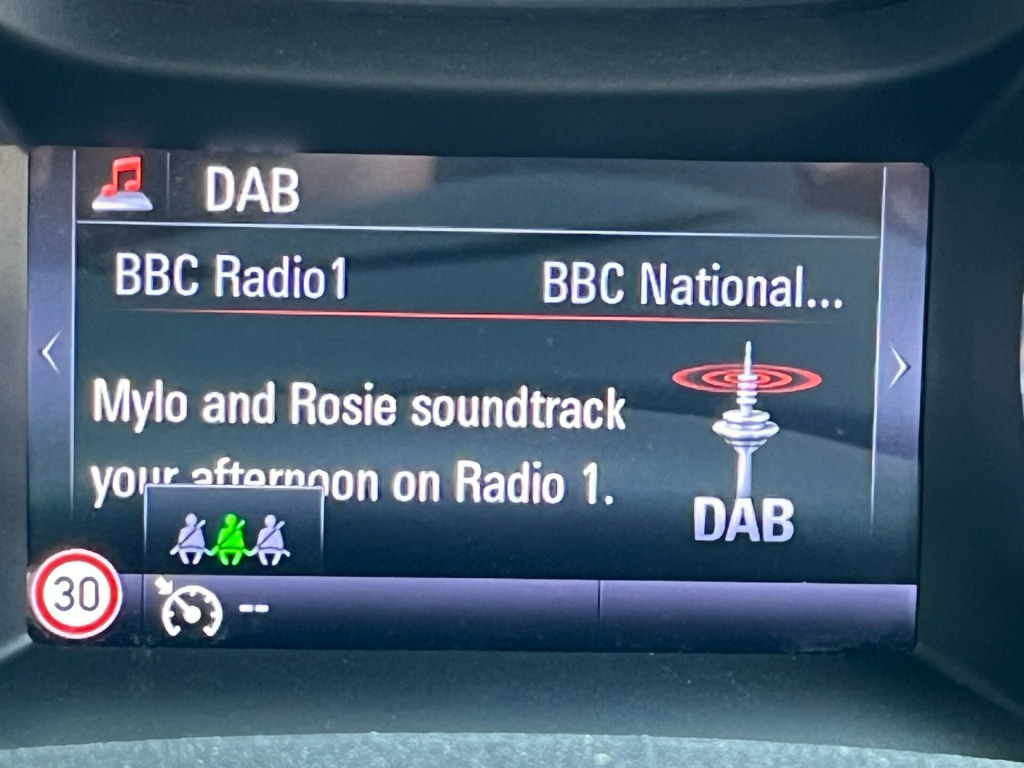 DAB
BBC Radio1 BBC National...
Mylo and Rosie soundtrack
your afternoon on Radio 1.
DAB
30
--